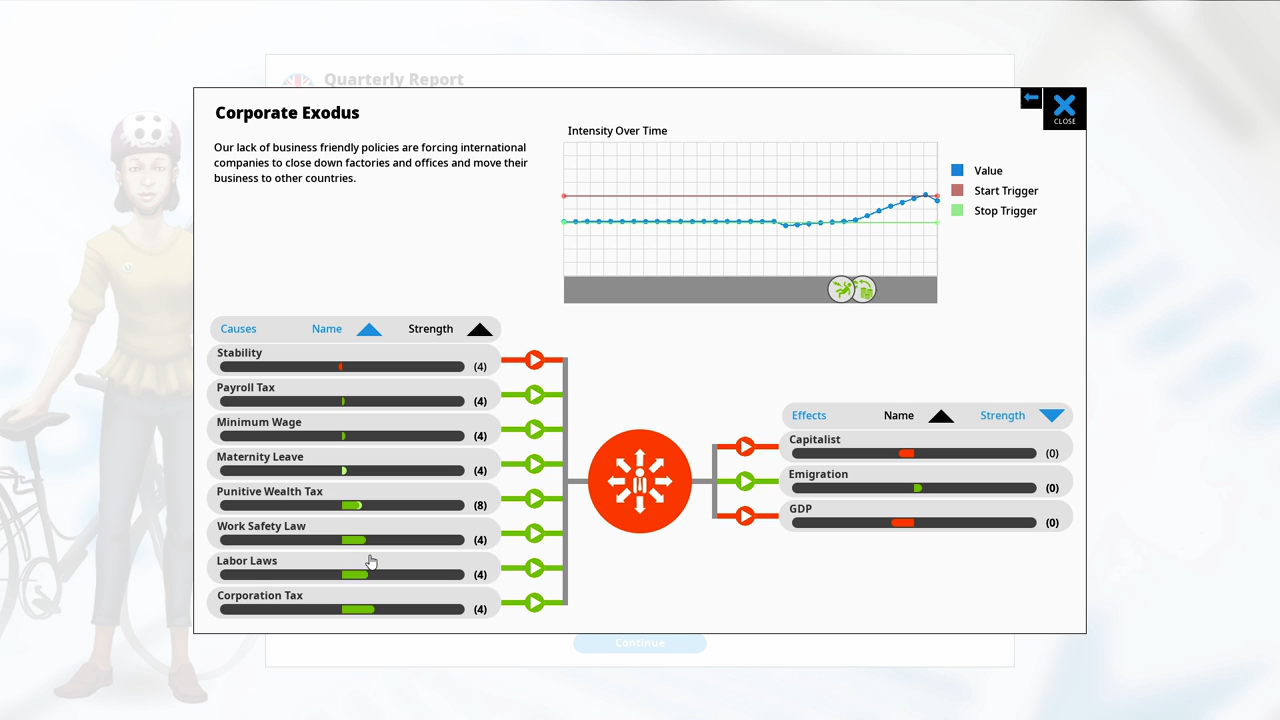 Quarterly Report
Corporate Exodus
CLOSE
Our lack of business friendly policies are forcing international
companies to close down factories and offices and move their
business to other countries.
Intensity Over Time
Value
Start Trigger
Stop Trigger
Causes Name Strength
Stability
(4)
Payroll Tax
(4)
Minimum Wage
(4)
Maternity Leave
(4)
Punitive Wealth Tax
(8)
Work Safety Law
(4)
Labor Laws
(4)
Corporation Tax
(4)
Effects Name Strength
Capitalist
(0)
Emigration
(0)
GDP
(0)
Continue